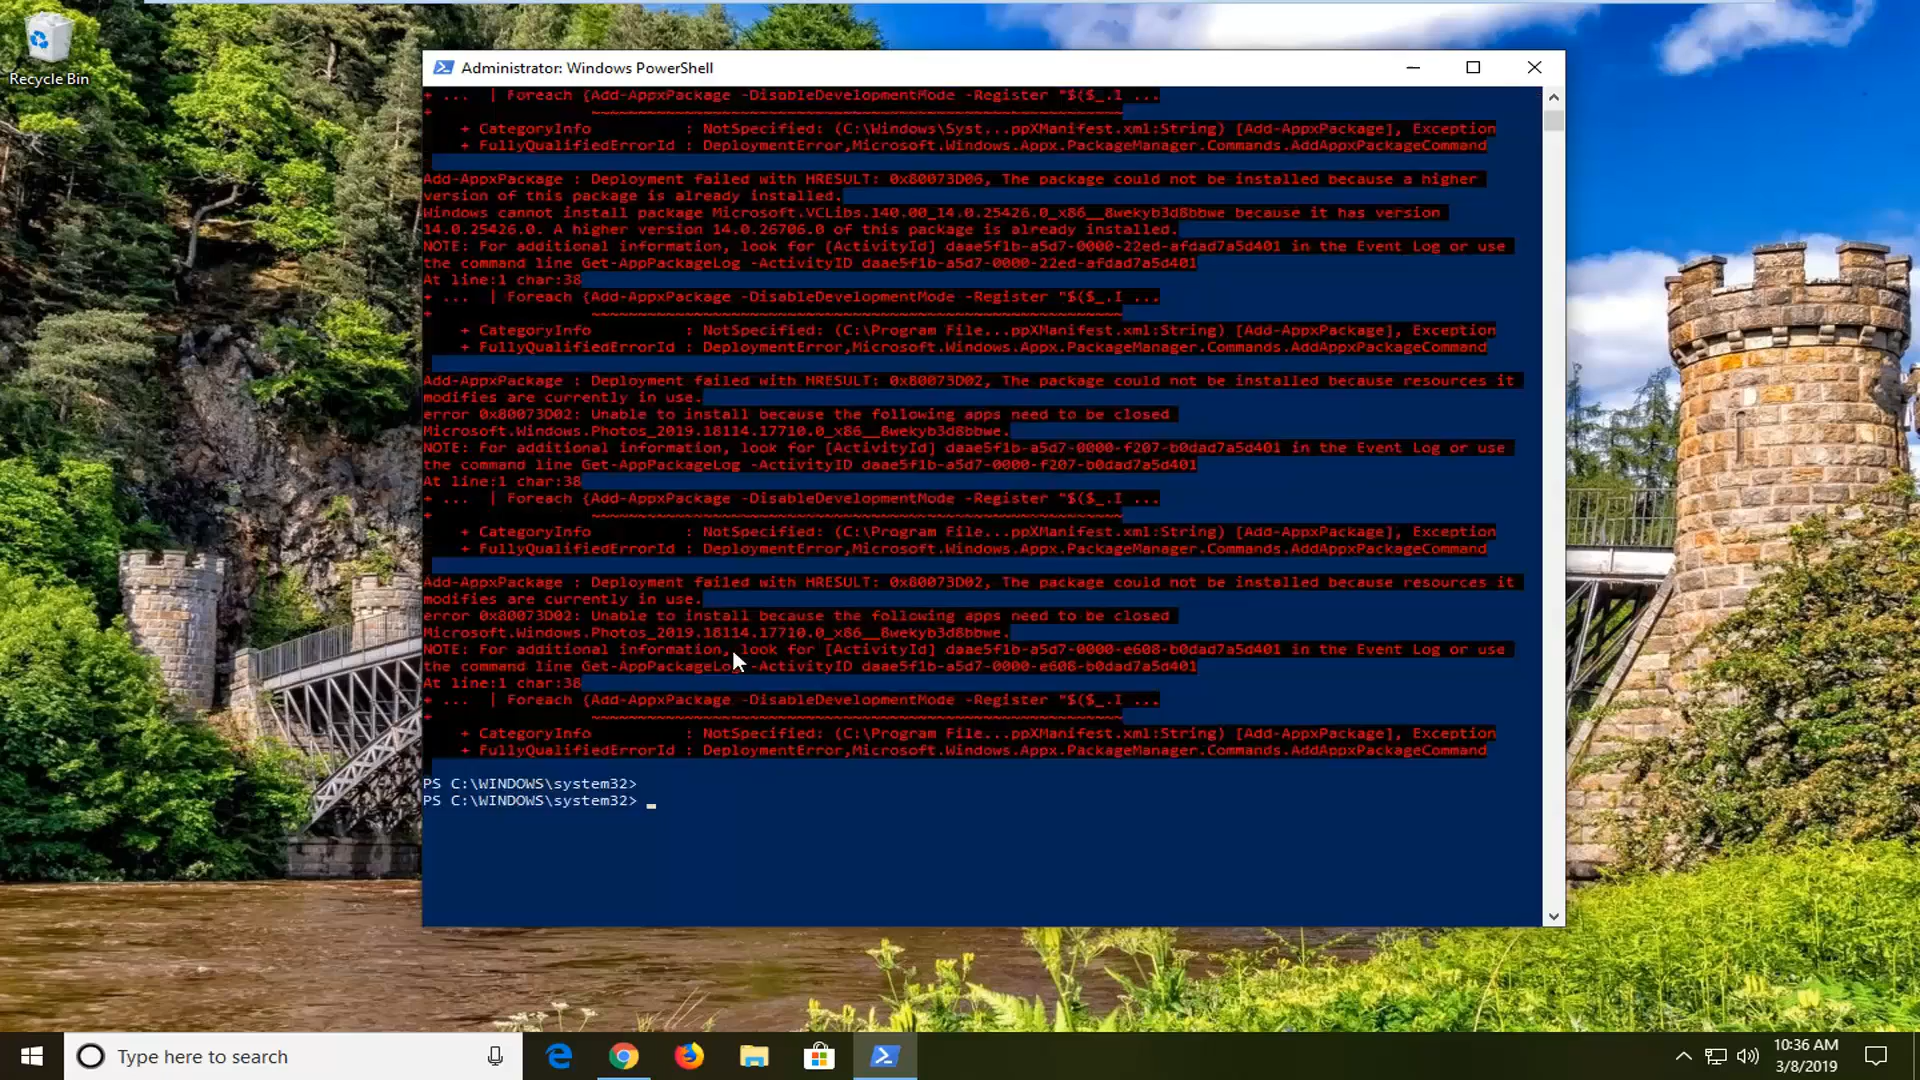 Recycle Bin
Administrator: Windows PowerShell
+ ...  | Foreach {Add-AppxPackage -DisableDevelopmentMode -Register "$($_.I ...
+                 ~~~~~~~~~~~~~~~~~~~~~~~~~~~~~~~~~~~~~~~~~~~~~~~~~~~~~~~~~
    + CategoryInfo          : NotSpecified: (C:\Windows\Syst...ppXManifest.xml:String) [Add-AppxPackage], Exception
    + FullyQualifiedErrorId : DeploymentError,Microsoft.Windows.Appx.PackageManager.Commands.AddAppxPackageCommand
Add-AppxPackage : Deployment failed with HRESULT: 0x80073D06, The package could not be installed because a higher
version of this package is already installed.
Windows cannot install package Microsoft.VCLibs.140.00_14.0.25426.0_x86__8wekyb3d8bbwe because it has version
14.0.25426.0. A higher version 14.0.26706.0 of this package is already installed.
NOTE: For additional information, look for [ActivityId] daae5f1b-a5d7-0000-22ed-afdad7a5d401 in the Event Log or use
the command line Get-AppPackageLog -ActivityID daae5f1b-a5d7-0000-22ed-afdad7a5d401
At line:1 char:38
+ ...  | Foreach {Add-AppxPackage -DisableDevelopmentMode -Register "$($_.I ...
+                 ~~~~~~~~~~~~~~~~~~~~~~~~~~~~~~~~~~~~~~~~~~~~~~~~~~~~~~~~~
    + CategoryInfo          : NotSpecified: (C:\Program File...ppXManifest.xml:String) [Add-AppxPackage], Exception
    + FullyQualifiedErrorId : DeploymentError,Microsoft.Windows.Appx.PackageManager.Commands.AddAppxPackageCommand
Add-AppxPackage : Deployment failed with HRESULT: 0x80073D02, The package could not be installed because resources it
modifies are currently in use.
error 0x80073D02: Unable to install because the following apps need to be closed
Microsoft.Windows.Photos_2019.18114.17710.0_x86__8wekyb3d8bbwe.
NOTE: For additional information, look for [ActivityId] daae5f1b-a5d7-0000-f207-b0dad7a5d401 in the Event Log or use
the command line Get-AppPackageLog -ActivityID daae5f1b-a5d7-0000-f207-b0dad7a5d401
At line:1 char:38
+ ...  | Foreach {Add-AppxPackage -DisableDevelopmentMode -Register "$($_.I ...
+                 ~~~~~~~~~~~~~~~~~~~~~~~~~~~~~~~~~~~~~~~~~~~~~~~~~~~~~~~~~
    + CategoryInfo          : NotSpecified: (C:\Program File...ppXManifest.xml:String) [Add-AppxPackage], Exception
    + FullyQualifiedErrorId : DeploymentError,Microsoft.Windows.Appx.PackageManager.Commands.AddAppxPackageCommand
Add-AppxPackage : Deployment failed with HRESULT: 0x80073D02, The package could not be installed because resources it
modifies are currently in use.
error 0x80073D02: Unable to install because the following apps need to be closed
Microsoft.Windows.Photos_2019.18114.17710.0_x86__8wekyb3d8bbwe.
NOTE: For additional information, look for [ActivityId] daae5f1b-a5d7-0000-e608-b0dad7a5d401 in the Event Log or use
the command line Get-AppPackageLog -ActivityID daae5f1b-a5d7-0000-e608-b0dad7a5d401
At line:1 char:38
+ ...  | Foreach {Add-AppxPackage -DisableDevelopmentMode -Register "$($_.I ...
+                 ~~~~~~~~~~~~~~~~~~~~~~~~~~~~~~~~~~~~~~~~~~~~~~~~~~~~~~~~~
    + CategoryInfo          : NotSpecified: (C:\Program File...ppXManifest.xml:String) [Add-AppxPackage], Exception
    + FullyQualifiedErrorId : DeploymentError,Microsoft.Windows.Appx.PackageManager.Commands.AddAppxPackageCommand
PS C:\WINDOWS\system32>
PS C:\WINDOWS\system32> _
Type here to search
10:36 AM
3/8/2019